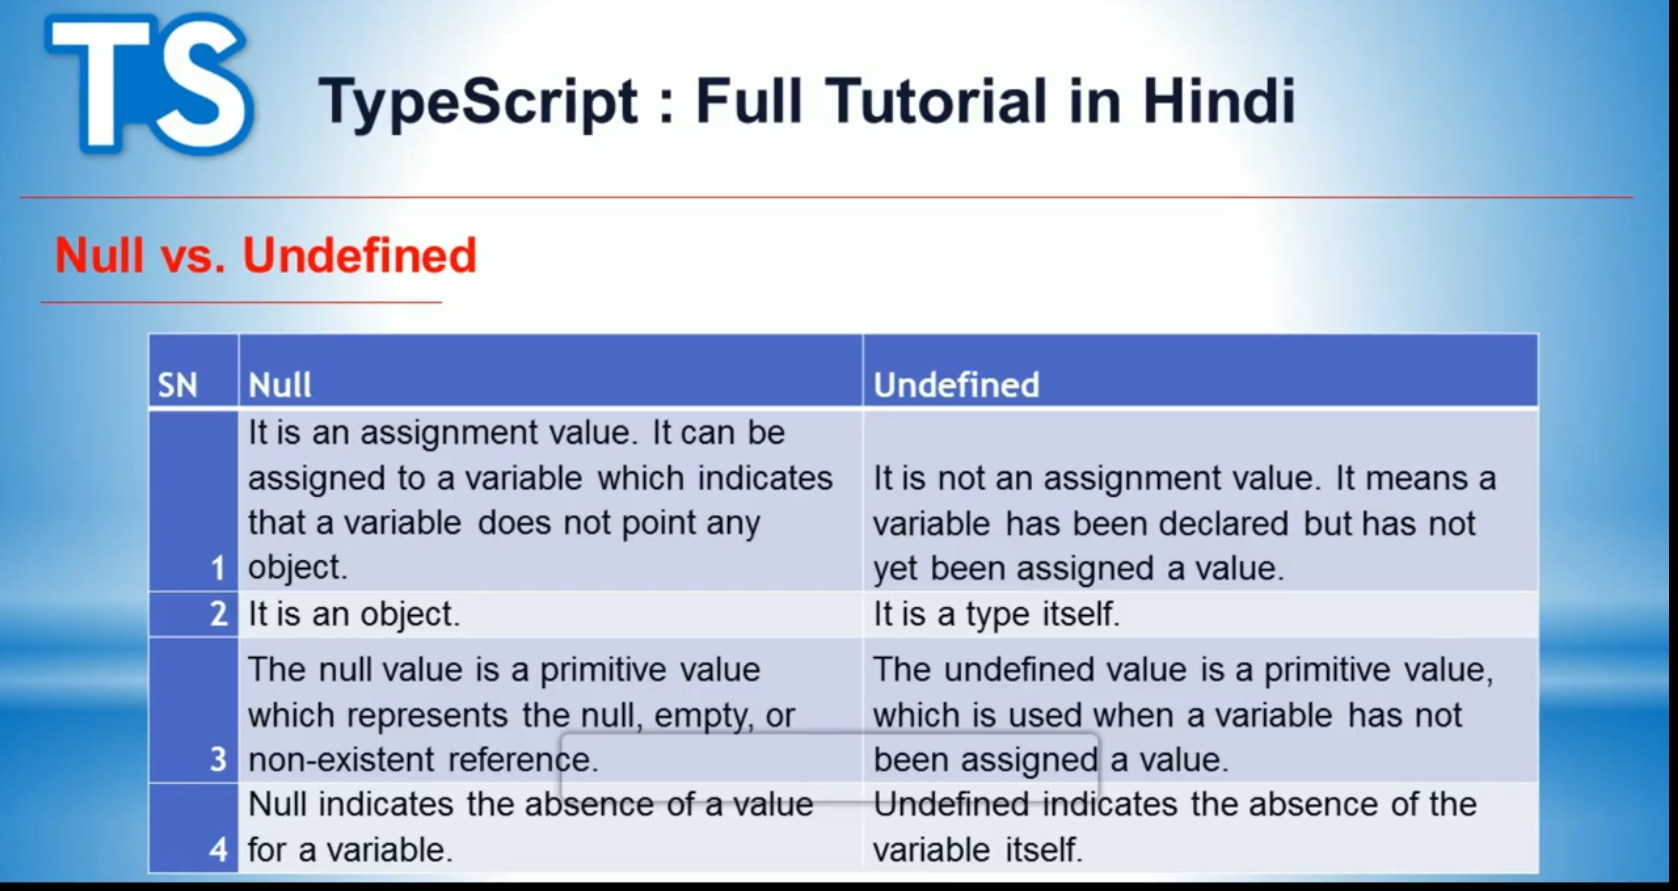 TS
TypeScript : Full Tutorial in Hindi
Null vs. Undefined
SN Null Undefined
It is an assignment value. It can be
assigned to a variable which indicates
that a variable does not point any
1 object.
It is not an assignment value. It means a
variable has been declared but has not
yet been assigned a value.
2 It is an object. It is a type itself.
The null value is a primitive value
which represents the null, empty, or
3 non-existent reference.
The undefined value is a primitive value,
which is used when a variable has not
been assigned a value.
Null indicates the absence of a value
4 for a variable.
Undefined indicates the absence of the
variable itself.